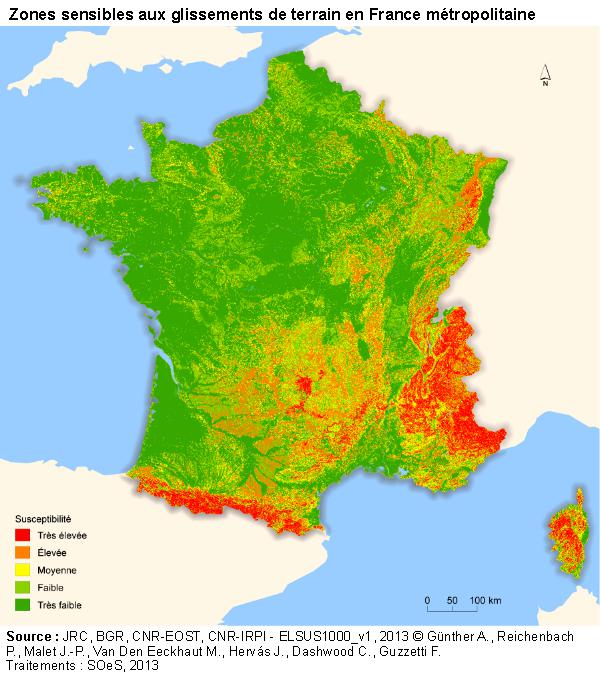 Zones sensibles aux glissements de terrain en France métropolitaine
N
Susceptibilité
Très élevée
Élevée
Moyenne
Faible
Très faible
0 50 100 km
Source : JRC, BGR, CNR-EOST, CNR-IRPI - ELSUS1000_v1, 2013 © Günther A., Reichenbach
P., Malet J.-P., Van Den Eeckhaut M., Hervás J., Dashwood C., Guzzetti F.
Traitements : SOeS, 2013